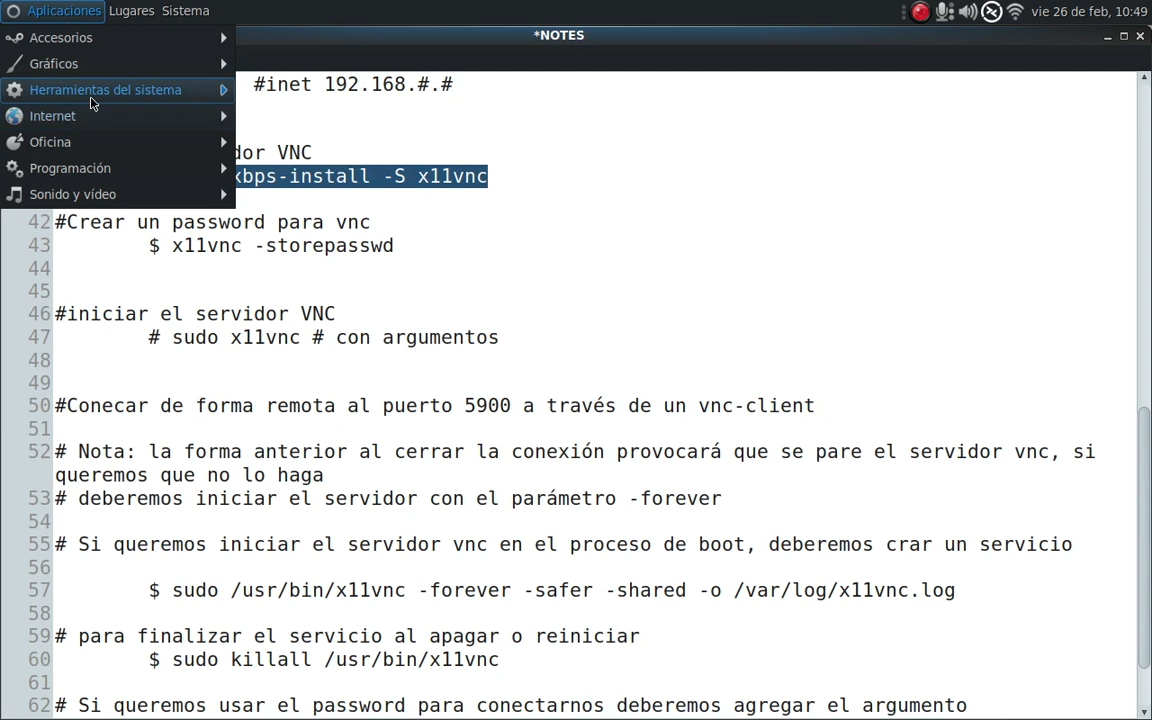 Aplicaciones Lugares Sistema
vie 26 de feb, 10:49
*NOTES
Accesorios
Gráficos
Herramientas del sistema
Internet
Oficina
Programación
Sonido y vídeo
#inet 192.168.#.#
dor VNC
xbps-install -S x11vnc
42 #Crear un password para vnc
43 $ x11vnc -storepasswd
44
45
46 #iniciar el servidor VNC
47 # sudo x11vnc # con argumentos
48
49
50 #Conecar de forma remota al puerto 5900 a través de un vnc-client
51
52 # Nota: la forma anterior al cerrar la conexión provocará que se pare el servidor vnc, si
queremos que no lo haga
53 # deberemos iniciar el servidor con el parámetro -forever
54
55 # Si queremos iniciar el servidor vnc en el proceso de boot, deberemos crar un servicio
56
57 $ sudo /usr/bin/x11vnc -forever -safer -shared -o /var/log/x11vnc.log
58
59 # para finalizar el servicio al apagar o reiniciar
60 $ sudo killall /usr/bin/x11vnc
61
62 # Si queremos usar el password para conectarnos deberemos agregar el argumento